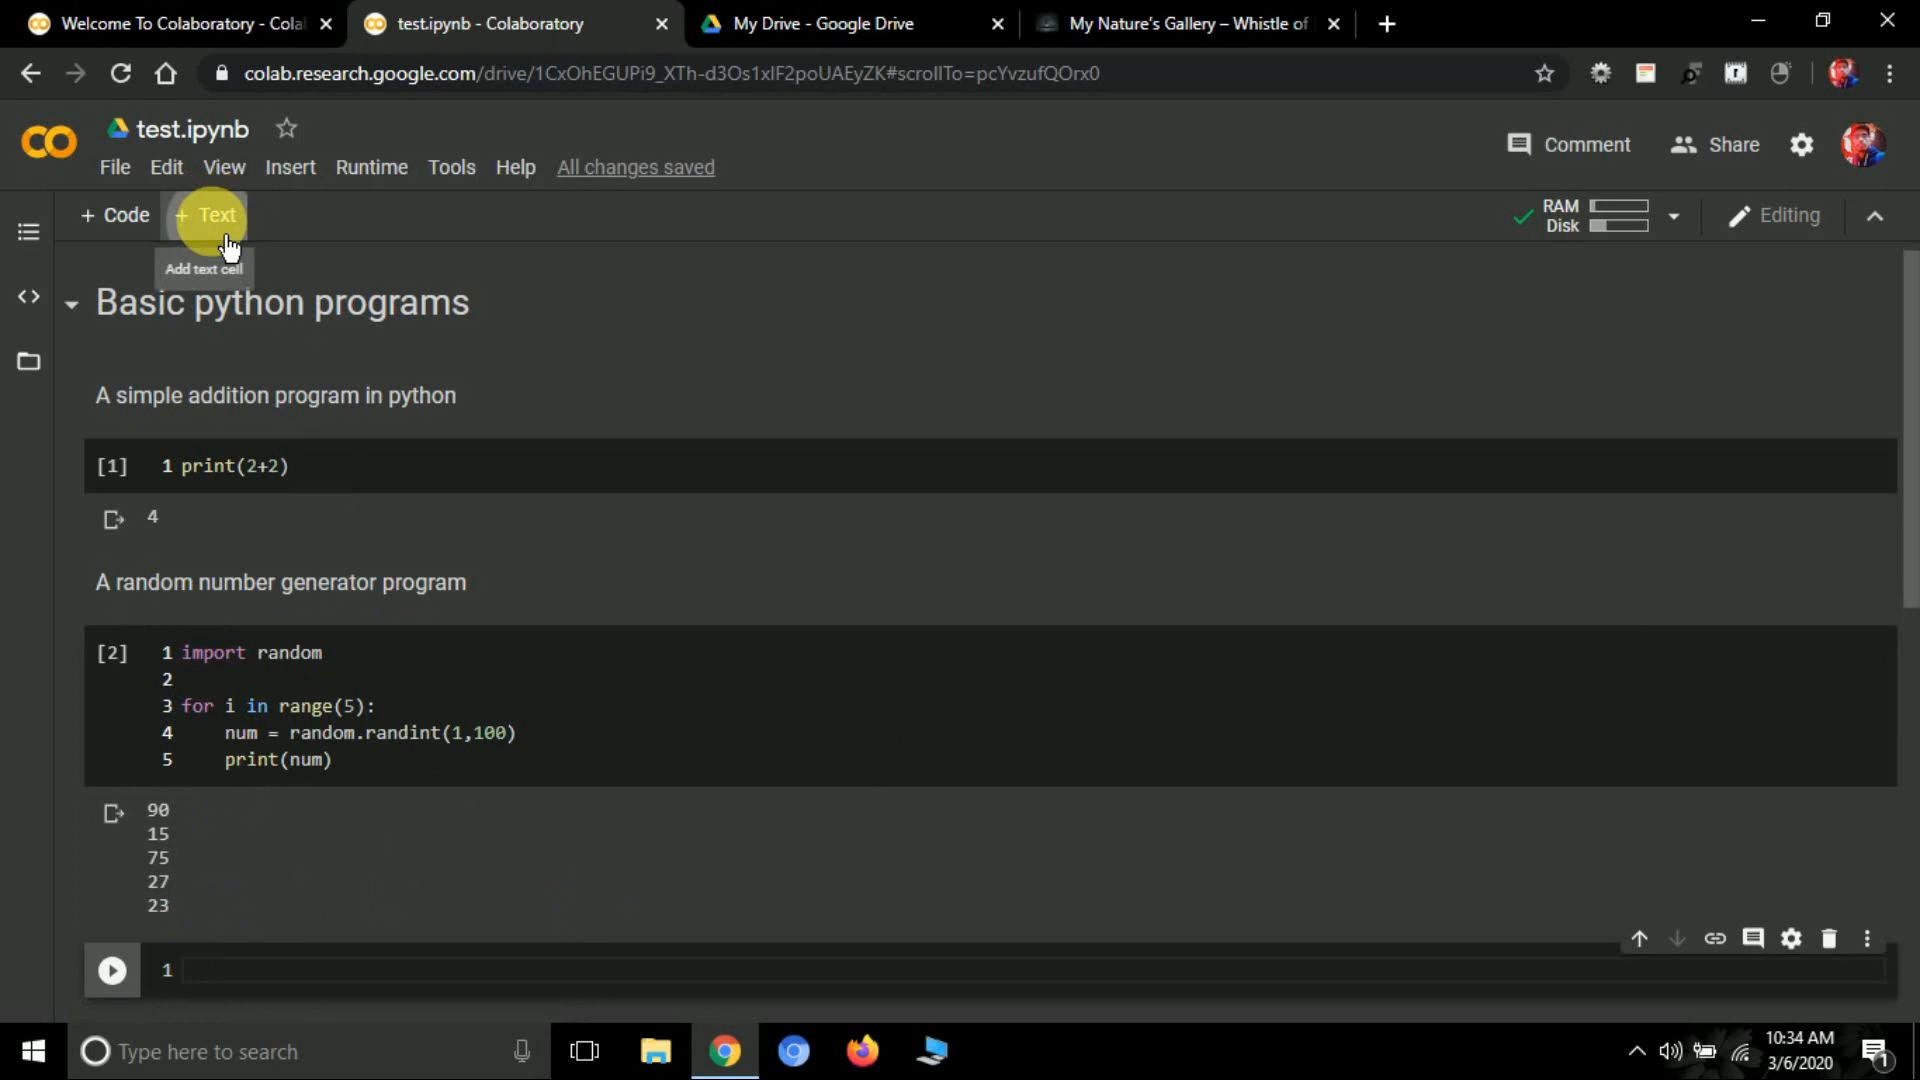 Welcome To Colaboratory - Cola
test.ipynb - Colaboratory
My Drive - Google Drive
My Nature's Gallery – Whistle of
colab.research.google.com/drive/1CxOhEGUPi9_XTh-d3Os1xIF2poUAEyZK#scrollTo=pcYvzufQOrx0
test.ipynb
File Edit View Insert Runtime Tools Help All changes saved
Comment Share
+ Code + Text
RAM
Disk
Editing
Add text cell
Basic python programs
A simple addition program in python
[1] 1 print(2+2)
4
A random number generator program
[2] 1 import random
2
3 for i in range(5):
4 num = random.randint(1,100)
5 print(num)
90
15
75
27
23
1
Type here to search
10:34 AM
3/6/2020
1